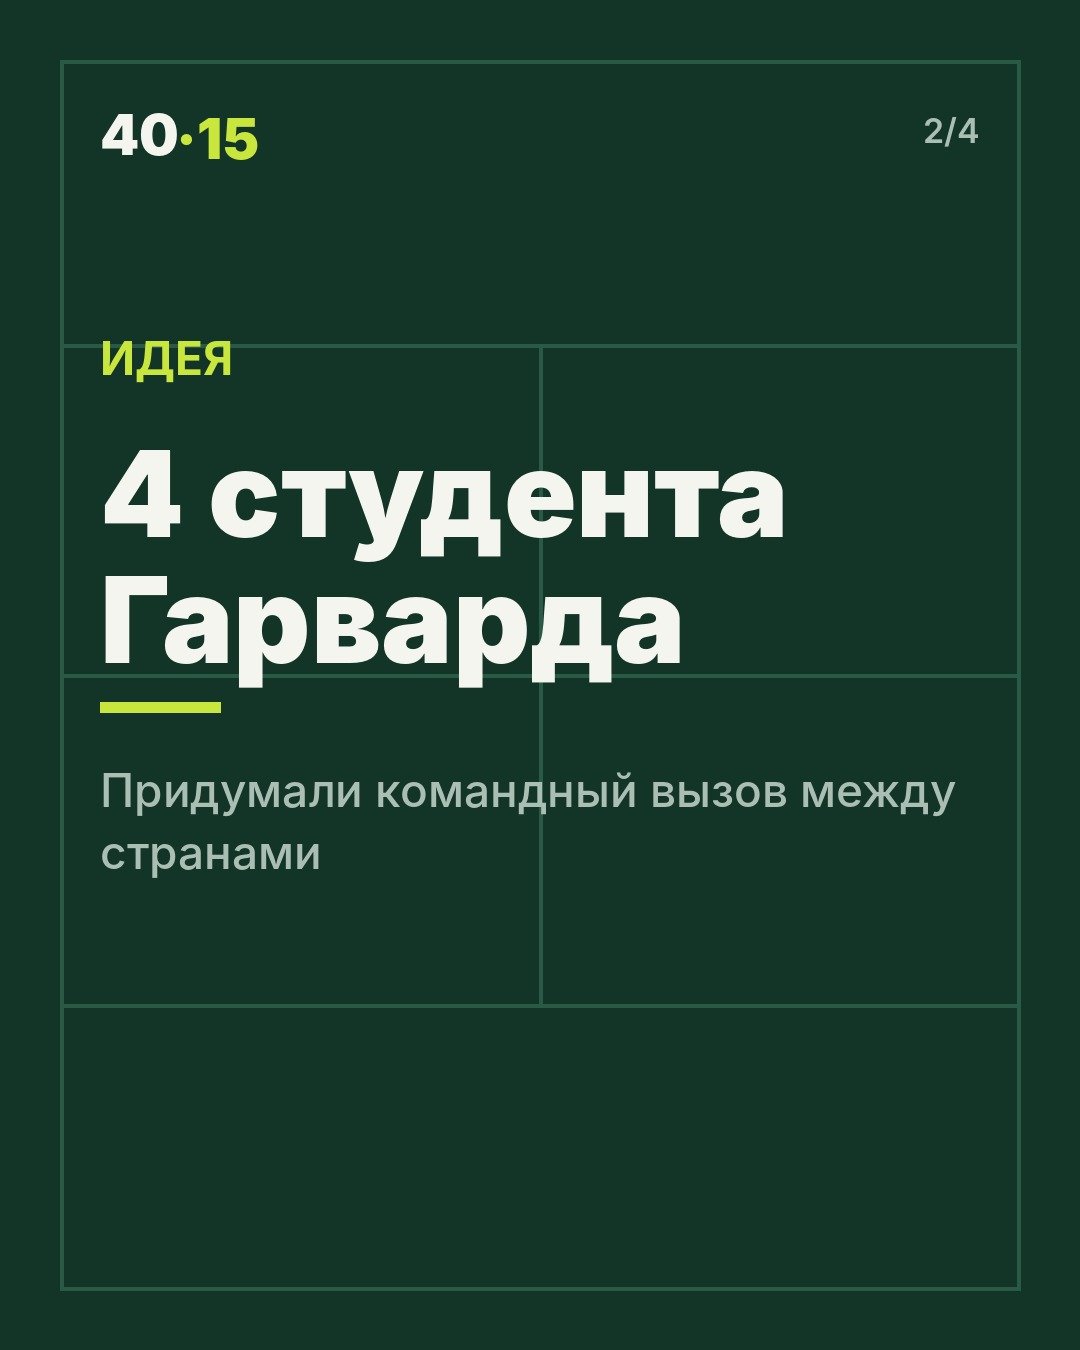 40·15
2/4
ИДЕЯ
4 студента
Гарварда
Придумали командный вызов между
странами